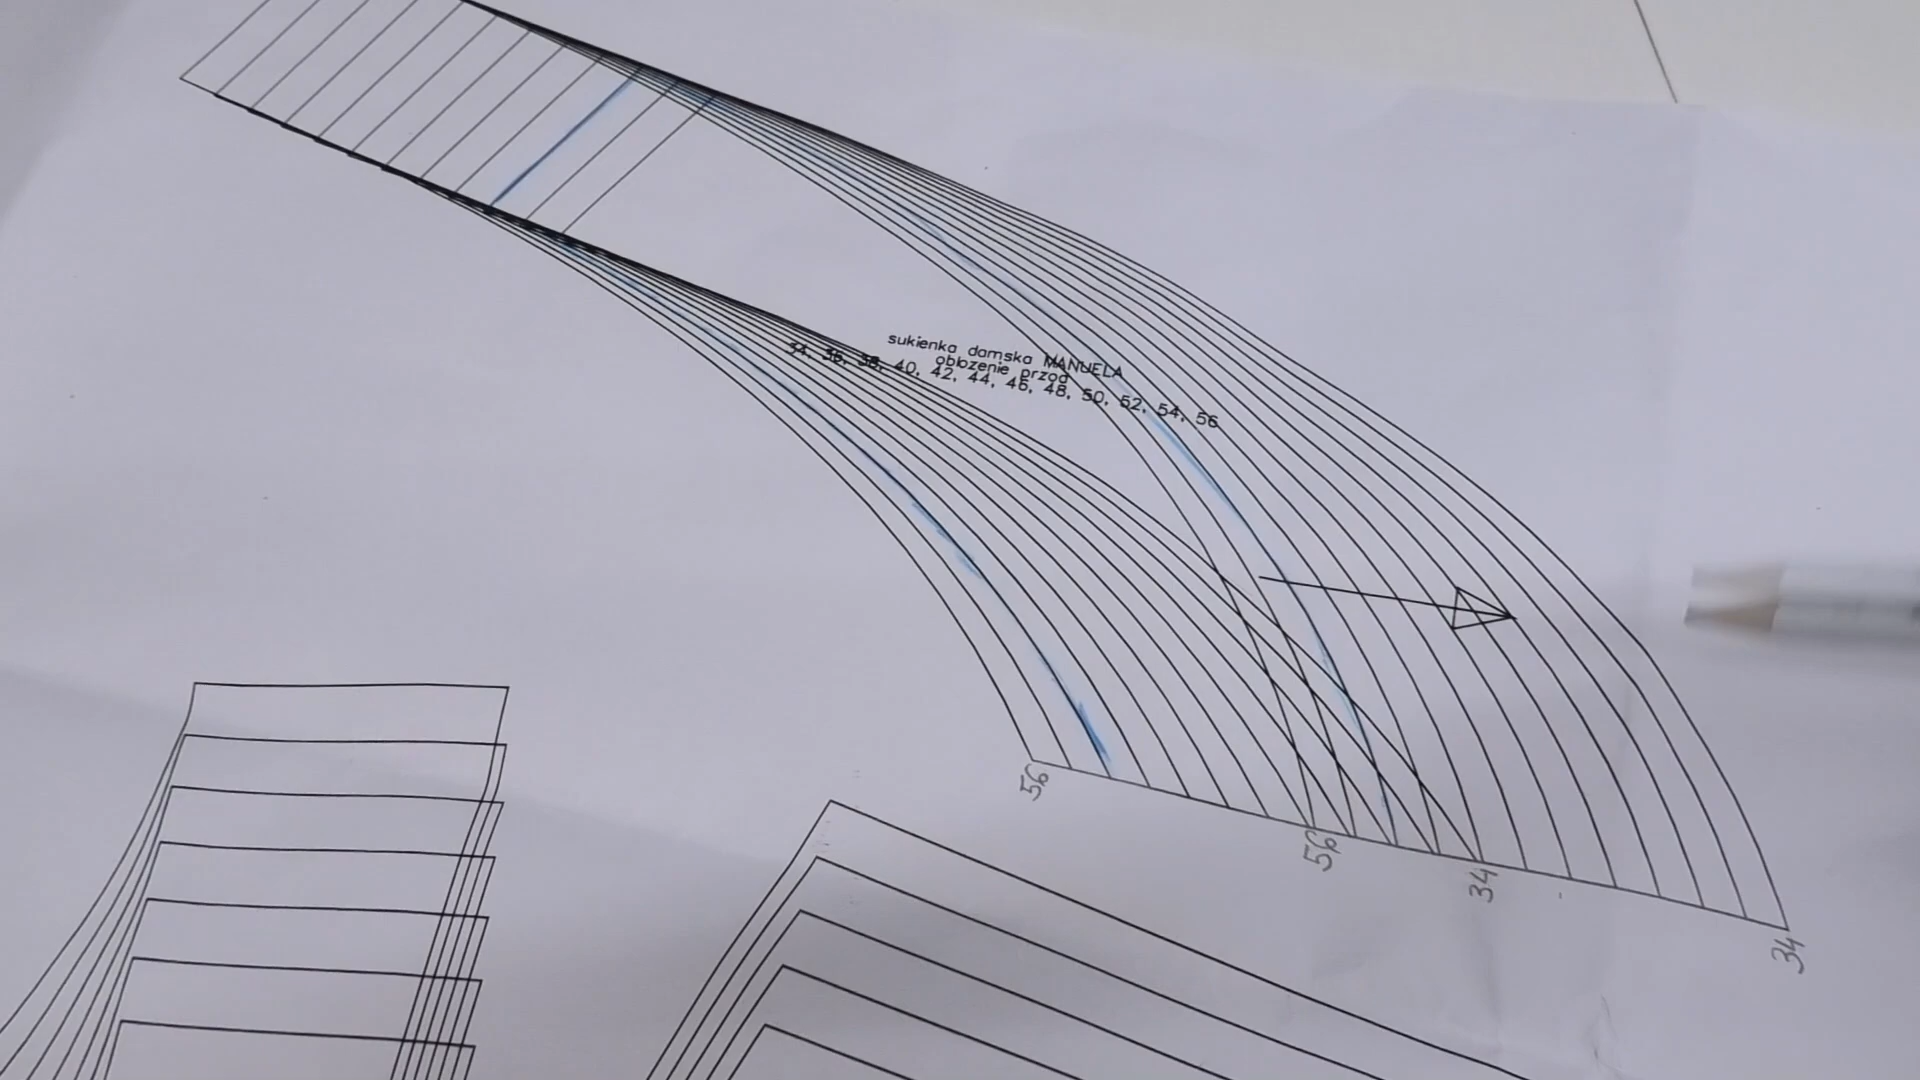 sukienka damska MANUELA
obłożenie przód
34, 36, 38, 40, 42, 44, 46, 48, 50, 52, 54, 56
56
56
34
34